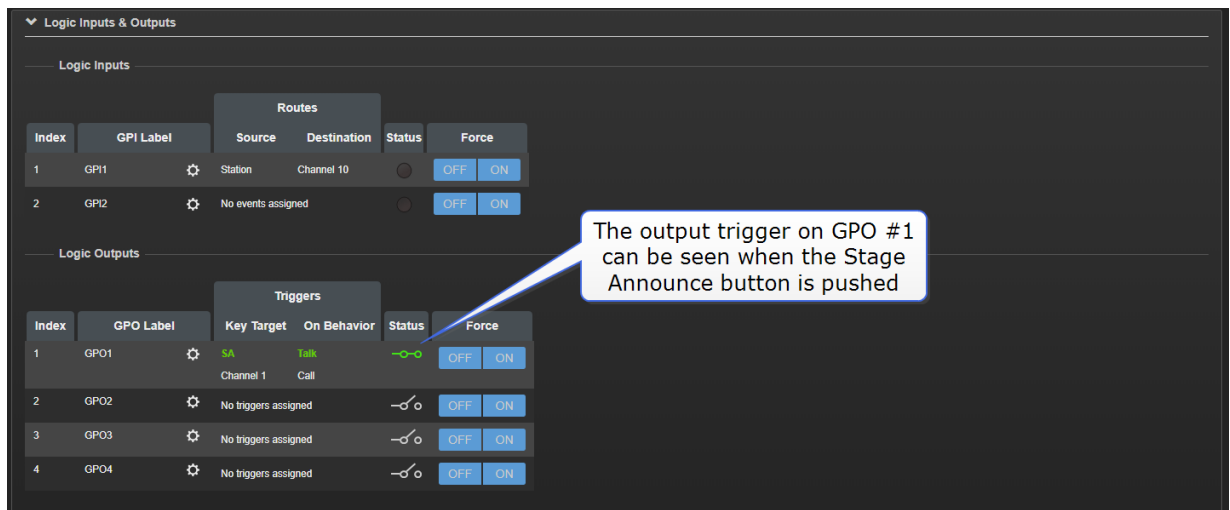 Logic Inputs & Outputs
Logic Inputs
Routes
Index GPI Label Source Destination Status Force
1 GPI1 Station Channel 10 OFF ON
2 GPI2 No events assigned OFF ON
The output trigger on GPO #1
can be seen when the Stage
Announce button is pushed
Logic Outputs
Triggers
Index GPO Label Key Target On Behavior Status Force
1 GPO1 SA Talk OFF ON
Channel 1 Call
2 GPO2 No triggers assigned OFF ON
3 GPO3 No triggers assigned OFF ON
4 GPO4 No triggers assigned OFF ON